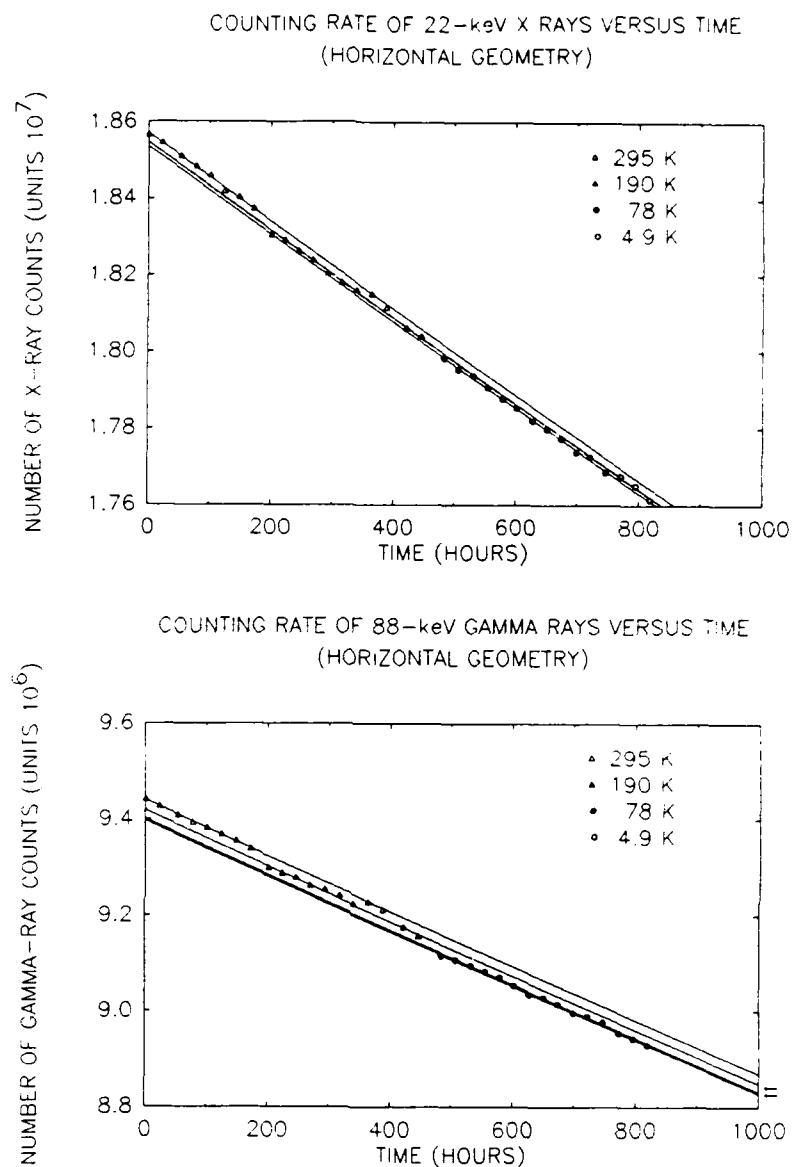 COUNTING RATE OF 22-keV X RAYS VERSUS TIME
(HORIZONTAL GEOMETRY)
NUMBER OF X-RAY COUNTS (UNITS 10^7)
1.86
1.84
1.82
1.80
1.78
1.76
295 K
190 K
78 K
4.9 K
0
200
400
600
800
1000
TIME (HOURS)
COUNTING RATE OF 88-keV GAMMA RAYS VERSUS TIME
(HORIZONTAL GEOMETRY)
NUMBER OF GAMMA-RAY COUNTS (UNITS 10^6)
9.6
9.4
9.2
9.0
8.8
295 K
190 K
78 K
4.9 K
0
200
400
600
800
1000
TIME (HOURS)